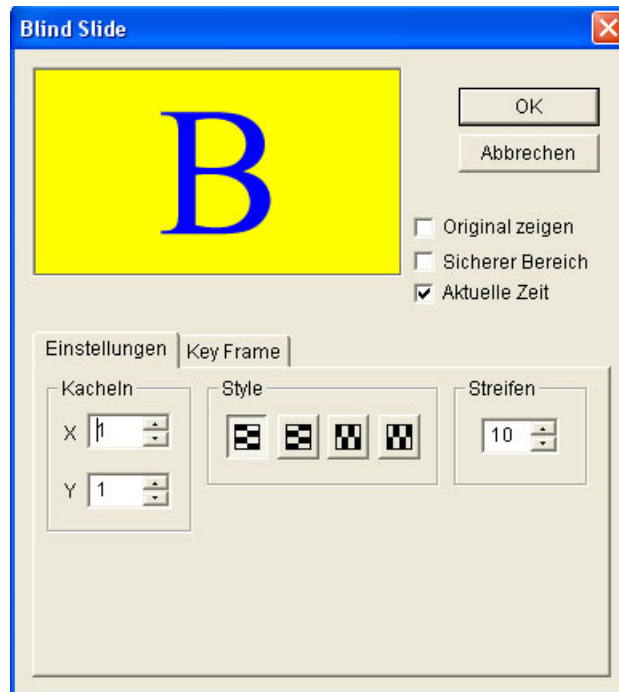 Blind Slide
B
OK
Abbrechen
Original zeigen
Sicherer Bereich
Aktuelle Zeit
Einstellungen
Key Frame
Kacheln
Style
Streifen
X 1
10
Y 1